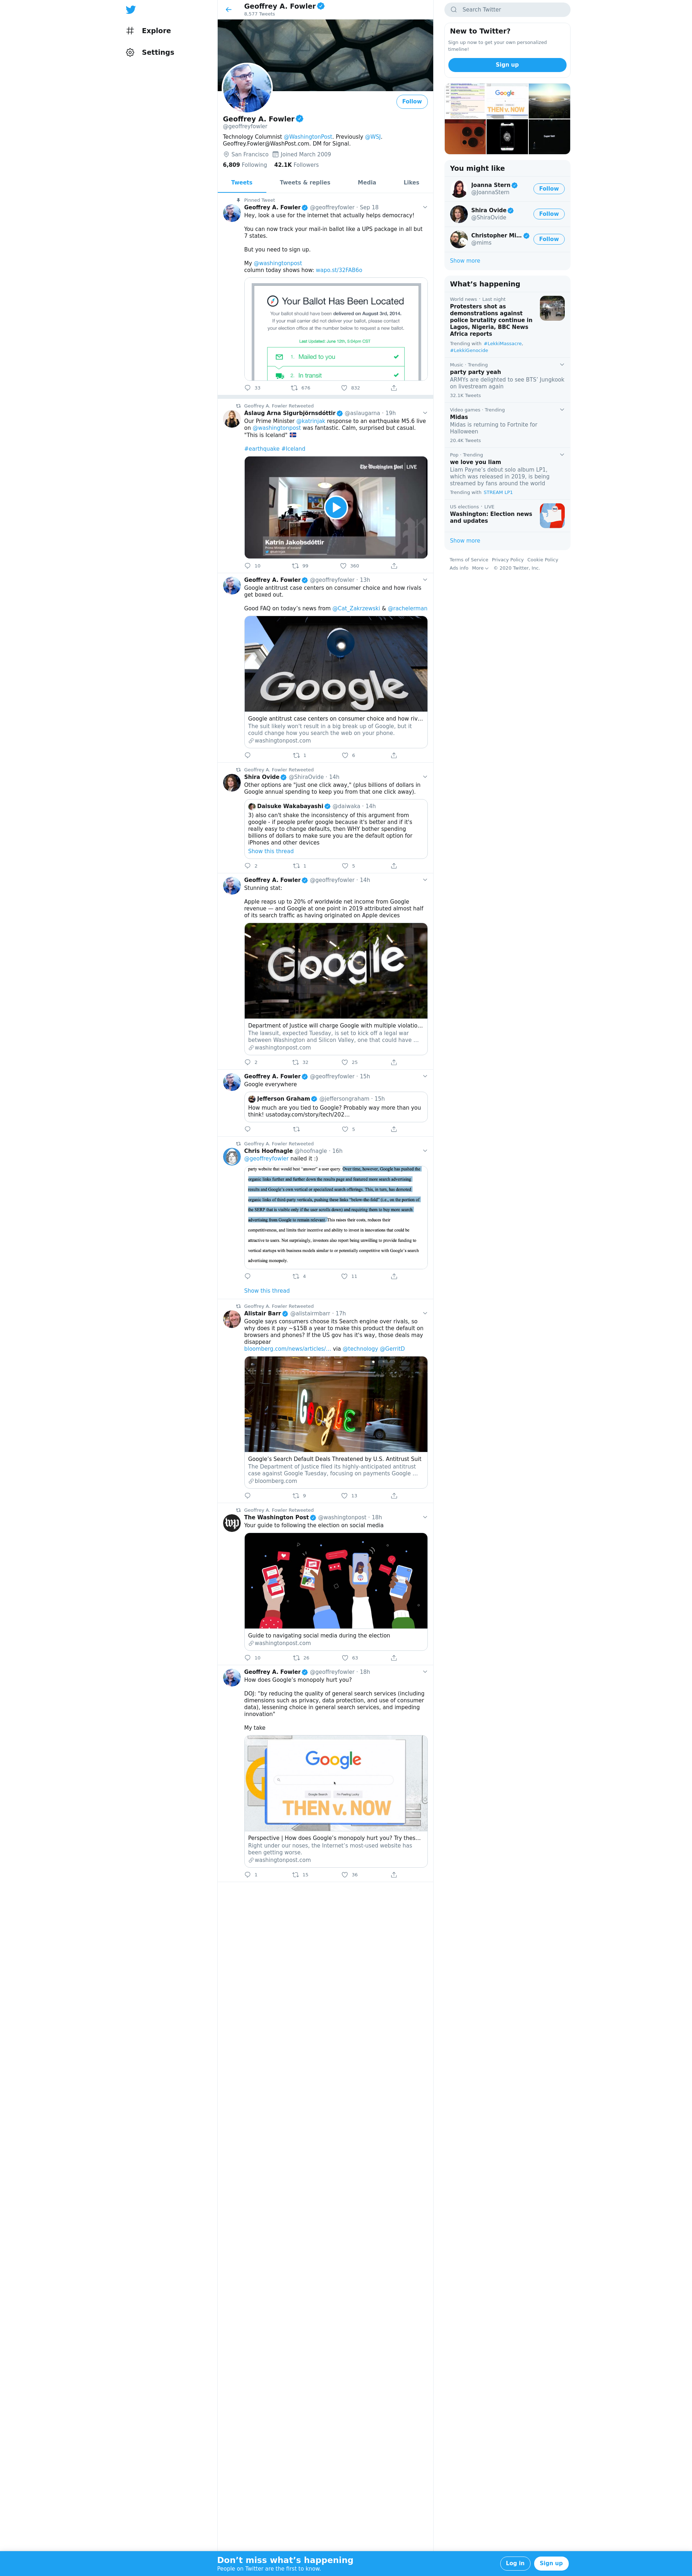 Geoffrey A. Fowler
6,577 Tweets
Explore
Settings
Follow
Geoffrey A. Fowler
@geoffreyfowler
Technology Columnist @WashingtonPost. Previously @WSJ.
Geoffrey.Fowler@WashPost.com. DM for Signal.
San Francisco Joined March 2009
6,809 Following 42.1K Followers
Tweets Tweets & replies Media Likes
Pinned Tweet
Geoffrey A. Fowler @geoffreyfowler · Sep 18
Hey, look a use for the internet that actually helps democracy!
You can now track your mail-in ballot like a UPS package in all but
7 states.
But you need to sign up.
My @washingtonpost
column today shows how: wapo.st/32FAB6o
Your Ballot Has Been Located
Your ballot should have been delivered on August 3rd, 2014.
If your mail carrier did not deliver your ballot, please contact
your election office at the number below to request a new ballot.
Last Updated: June 12th, 5:34pm CST
1 Mailed to you
2 In transit
33 676 832
Geoffrey A. Fowler Retweeted
Aslaug Arna Sigurbjörnsdóttir @aslaugarna · 19h
Our Prime Minister @katrinjak response to an earthquake M5.6 live
on @washingtonpost was fantastic. Calm, surprised but casual.
"This is Iceland"
#earthquake #Iceland
The Washington Post LIVE
Katrín Jakobsdóttir
10 99 360
Geoffrey A. Fowler @geoffreyfowler · 13h
Google antitrust case centers on consumer choice and how rivals
get boxed out.
Good FAQ on today's news from @Cat_Zakrzewski & @rachelerman
Google
Google antitrust case centers on consumer choice and how riv...
The suit likely won't result in a big break up of Google, but it
could change how you search the web on your phone.
washingtonpost.com
1 6
Geoffrey A. Fowler Retweeted
Shira Ovide @ShiraOvide · 14h
Other options are "just one click away," (plus billions of dollars in
Google annual spending to keep you from that one click away).
Daisuke Wakabayashi @daiwaka · 14h
3) also can't shake the inconsistency of this argument from
google - if people prefer google because it's better and if it's
really easy to change defaults, then WHY bother spending
billions of dollars to make sure you are the default option for
iPhones and other devices
Show this thread
2 1 5
Geoffrey A. Fowler @geoffreyfowler · 14h
Stunning stat:
Apple reaps up to 20% of worldwide net income from Google
revenue — and Google at one point in 2019 attributed almost half
of its search traffic as having originated on Apple devices
Google
Department of Justice will charge Google with multiple violatio...
The lawsuit, expected Tuesday, is set to kick off a legal war
between Washington and Silicon Valley, one that could have ...
washingtonpost.com
2 32 25
Geoffrey A. Fowler @geoffreyfowler · 15h
Google everywhere
Jefferson Graham @jeffersongraham · 15h
How much are you tied to Google? Probably way more than you
think! usatoday.com/story/tech/202...
5
Geoffrey A. Fowler Retweeted
Chris Hoofnagle @hoofnagle · 16h
@geoffreyfowler nailed it :)
party website that would best "answer" a user query. Over time, however, Google has pushed the
organic links further and further down the results page and featured more search advertising
results and Google's own vertical or specialized search offerings. This, in turn, has demoted
organic links of third-party verticals, pushing those links "below-the-fold" (i.e., on the portion of
the SERP that is visible only if the user scrolls down) and requiring them to buy more search
advertising from Google to remain relevant. This raises their costs, reduces their
competitiveness, and limits their incentive and ability to invest in innovations that could be
attractive to users. Not surprisingly, investors also report being unwilling to provide funding to
vertical startups with business models similar to or potentially competitive with Google's search
advertising monopoly.
4 11
Show this thread
Geoffrey A. Fowler Retweeted
Alistair Barr @alistairmbarr · 17h
Google says consumers choose its Search engine over rivals, so
why does it pay ~$15B a year to make this product the default on
browsers and phones? If the US gov has it's way, those deals may
disappear
bloomberg.com/news/articles/... via @technology @GerritD
GOOGLE
Google's Search Default Deals Threatened by U.S. Antitrust Suit
The Department of Justice filed its highly-anticipated antitrust
case against Google Tuesday, focusing on payments Google ...
bloomberg.com
9 13
Geoffrey A. Fowler Retweeted
wp
The Washington Post @washingtonpost · 18h
Your guide to following the election on social media
Guide to navigating social media during the election
washingtonpost.com
10 26 63
Geoffrey A. Fowler @geoffreyfowler · 18h
How does Google's monopoly hurt you?
DOJ: "by reducing the quality of general search services (including
dimensions such as privacy, data protection, and use of consumer
data), lessening choice in general search services, and impeding
innovation"
My take
Google
Google Search I'm Feeling Lucky
THEN v. NOW
Perspective | How does Google's monopoly hurt you? Try thes...
Right under our noses, the Internet's most-used website has
been getting worse.
washingtonpost.com
1 15 36
Search Twitter
New to Twitter?
Sign up now to get your own personalized
timeline!
Sign up
Google
THEN v. NOW
You might like
Joanna Stern
@JoannaStern
Follow
Shira Ovide
@ShiraOvide
Follow
Christopher Mi...
@mims
Follow
Show more
What's happening
World news · Last night
Protesters shot as
demonstrations against
police brutality continue in
Lagos, Nigeria, BBC News
Africa reports
Trending with #LekkiMassacre,
#LekkiGenocide
Music · Trending
party party yeah
ARMYs are delighted to see BTS' Jungkook
on livestream again
32.1K Tweets
Video games · Trending
Midas
Midas is returning to Fortnite for
Halloween
20.4K Tweets
Pop · Trending
we love you liam
Liam Payne's debut solo album LP1,
which was released in 2019, is being
streamed by fans around the world
Trending with STREAM LP1
US elections · LIVE
Washington: Election news
and updates
Show more
Terms of Service Privacy Policy Cookie Policy
Ads info More © 2020 Twitter, Inc.
Don't miss what's happening
People on Twitter are the first to know.
Log in Sign up